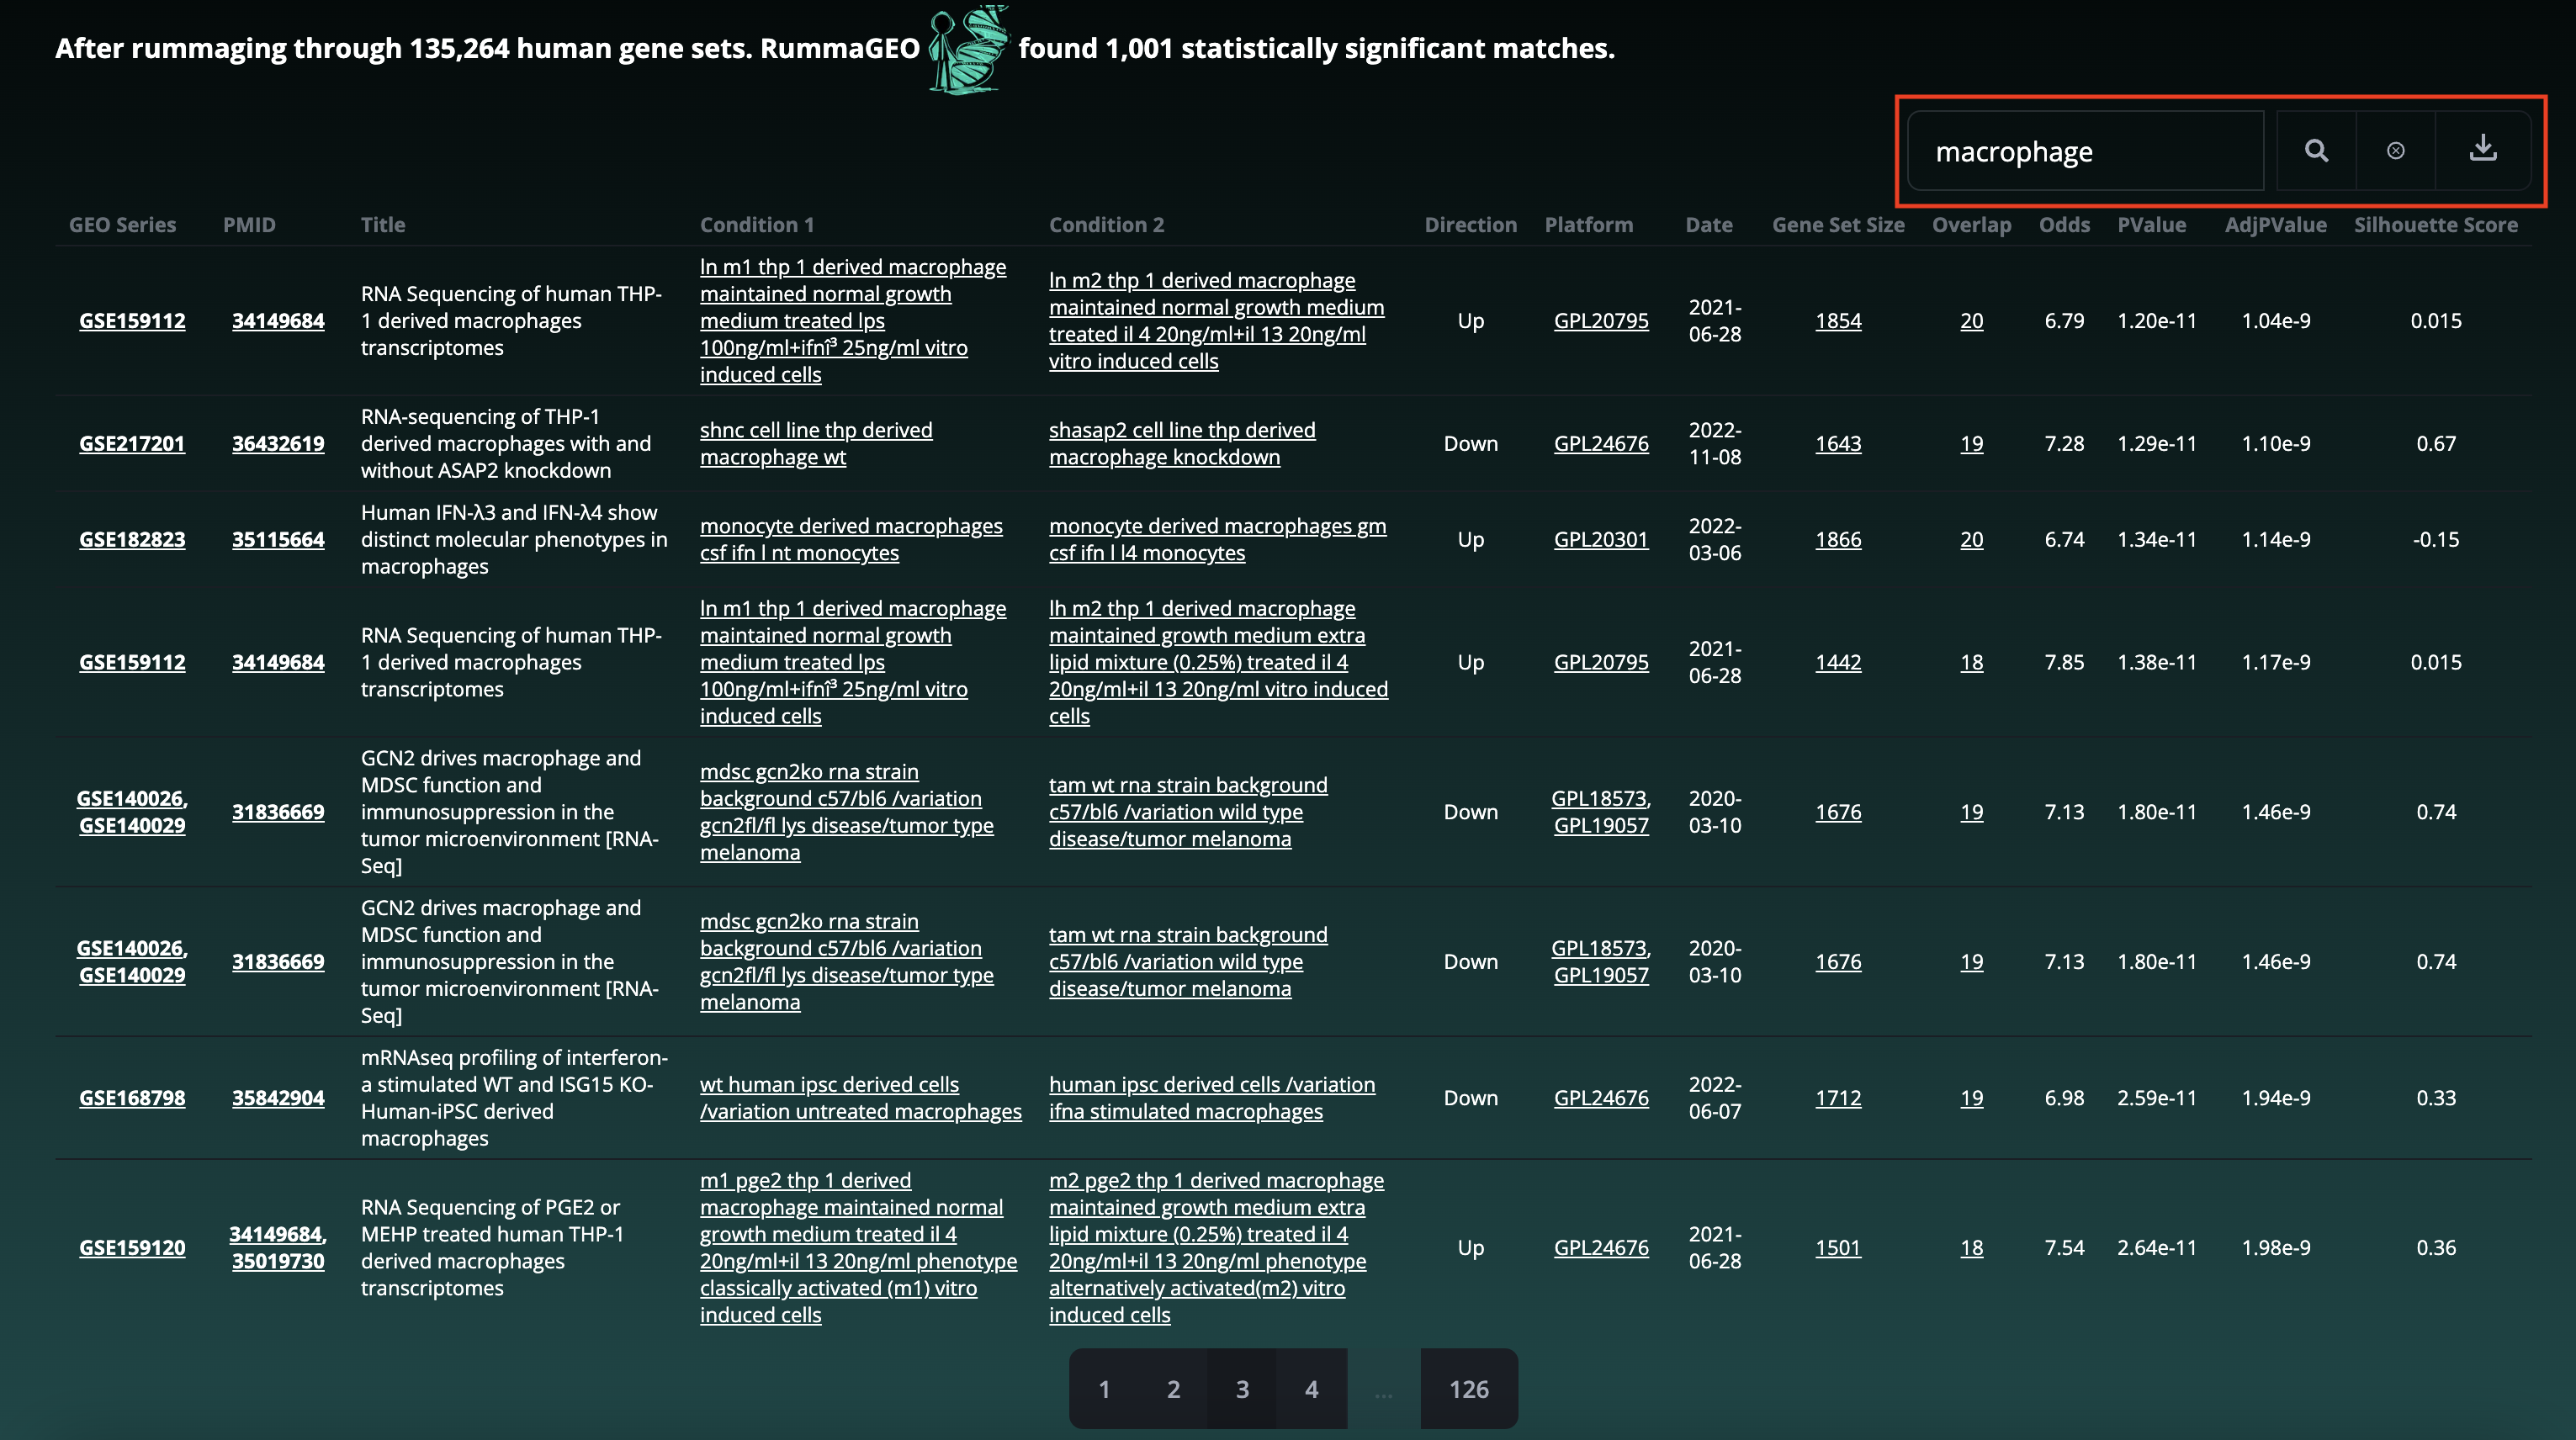 After rummaging through 135,264 human gene sets. RummaGEO found 1,001 statistically significant matches.
macrophage
GEO Series PMID Title Condition 1 Condition 2 Direction Platform Date Gene Set Size Overlap Odds PValue AdjPValue Silhouette Score
GSE159112
34149684
RNA Sequencing of human THP-
1 derived macrophages
transcriptomes
ln m1 thp 1 derived macrophage
maintained normal growth
medium treated lps
100ng/ml+ifnî³ 25ng/ml vitro
induced cells
ln m2 thp 1 derived macrophage
maintained normal growth medium
treated il 4 20ng/ml+il 13 20ng/ml
vitro induced cells
Up
GPL20795
2021-
06-28
1854
20
6.79
1.20e-11
1.04e-9
0.015
GSE217201
36432619
RNA-sequencing of THP-1
derived macrophages with and
without ASAP2 knockdown
shnc cell line thp derived
macrophage wt
shasap2 cell line thp derived
macrophage knockdown
Down
GPL24676
2022-
11-08
1643
19
7.28
1.29e-11
1.10e-9
0.67
GSE182823
35115664
Human IFN-λ3 and IFN-λ4 show
distinct molecular phenotypes in
macrophages
monocyte derived macrophages
csf ifn l nt monocytes
monocyte derived macrophages gm
csf ifn l l4 monocytes
Up
GPL20301
2022-
03-06
1866
20
6.74
1.34e-11
1.14e-9
-0.15
GSE159112
34149684
RNA Sequencing of human THP-
1 derived macrophages
transcriptomes
ln m1 thp 1 derived macrophage
maintained normal growth
medium treated lps
100ng/ml+ifnî³ 25ng/ml vitro
induced cells
lh m2 thp 1 derived macrophage
maintained growth medium extra
lipid mixture (0.25%) treated il 4
20ng/ml+il 13 20ng/ml vitro induced
cells
Up
GPL20795
2021-
06-28
1442
18
7.85
1.38e-11
1.17e-9
0.015
GSE140026,
GSE140029
31836669
GCN2 drives macrophage and
MDSC function and
immunosuppression in the
tumor microenvironment [RNA-
Seq]
mdsc gcn2ko rna strain
background c57/bl6 /variation
gcn2fl/fl lys disease/tumor type
melanoma
tam wt rna strain background
c57/bl6 /variation wild type
disease/tumor melanoma
Down
GPL18573,
GPL19057
2020-
03-10
1676
19
7.13
1.80e-11
1.46e-9
0.74
GSE140026,
GSE140029
31836669
GCN2 drives macrophage and
MDSC function and
immunosuppression in the
tumor microenvironment [RNA-
Seq]
mdsc gcn2ko rna strain
background c57/bl6 /variation
gcn2fl/fl lys disease/tumor type
melanoma
tam wt rna strain background
c57/bl6 /variation wild type
disease/tumor melanoma
Down
GPL18573,
GPL19057
2020-
03-10
1676
19
7.13
1.80e-11
1.46e-9
0.74
GSE168798
35842904
mRNAseq profiling of interferon-
a stimulated WT and ISG15 KO-
Human-iPSC derived
macrophages
wt human ipsc derived cells
/variation untreated macrophages
human ipsc derived cells /variation
ifna stimulated macrophages
Down
GPL24676
2022-
06-07
1712
19
6.98
2.59e-11
1.94e-9
0.33
GSE159120
34149684,
35019730
RNA Sequencing of PGE2 or
MEHP treated human THP-1
derived macrophages
transcriptomes
m1 pge2 thp 1 derived
macrophage maintained normal
growth medium treated il 4
20ng/ml+il 13 20ng/ml phenotype
classically activated (m1) vitro
induced cells
m2 pge2 thp 1 derived macrophage
maintained growth medium extra
lipid mixture (0.25%) treated il 4
20ng/ml+il 13 20ng/ml phenotype
alternatively activated(m2) vitro
induced cells
Up
GPL24676
2021-
06-28
1501
18
7.54
2.64e-11
1.98e-9
0.36
1 2 3 4 ... 126